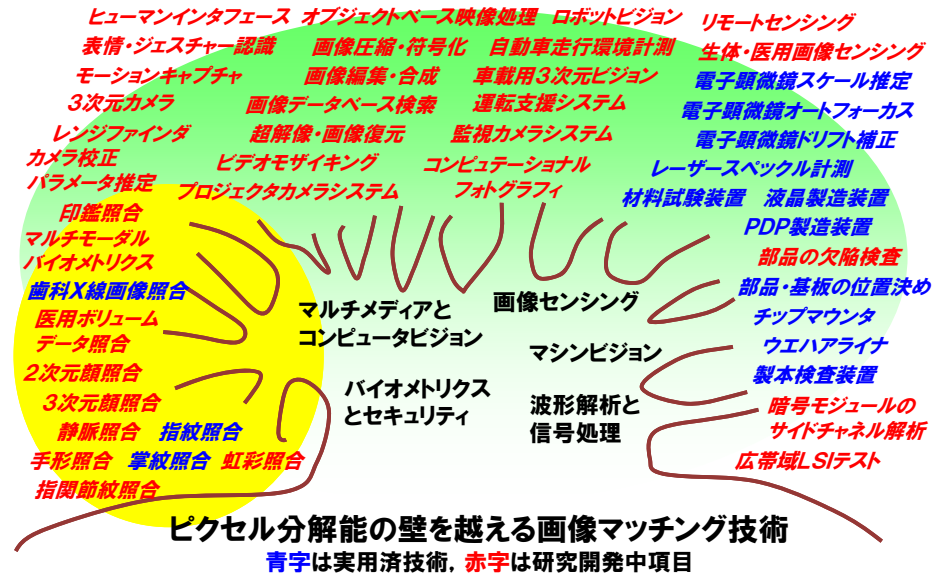 ヒューマンインタフェース オブジェクトベース映像処理 ロボットビジョン
リモートセンシング
表情・ジェスチャー認識 画像圧縮・符号化 自動車走行環境計測
生体・医用画像センシング
モーションキャプチャ 画像編集・合成 車載用3次元ビジョン
電子顕微鏡スケール推定
3次元カメラ 画像データベース検索 運転支援システム
電子顕微鏡オートフォーカス
レンジファインダ 超解像・画像復元 監視カメラシステム
電子顕微鏡ドリフト補正
カメラ校正
パラメータ推定
ビデオモザイキング
コンピュテーショナル
フォトグラフィ
レーザースペックル計測
プロジェクタカメラシステム
材料試験装置 液晶製造装置
印鑑照合
PDP製造装置
マルチモーダル
バイオメトリクス
部品の欠陥検査
歯科X線画像照合
部品・基板の位置決め
医用ボリューム
データ照合
チップマウンタ
ウエハアライナ
2次元顔照合
製本検査装置
3次元顔照合
暗号モジュールの
サイドチャネル解析
静脈照合 指紋照合
手形照合 掌紋照合 虹彩照合
広帯域LSIテスト
指関節紋照合
マルチメディアと
コンピュータビジョン
画像センシング
マシンビジョン
バイオメトリクス
とセキュリティ
波形解析と
信号処理
ピクセル分解能の壁を越える画像マッチング技術
青字は実用済技術, 赤字は研究開発中項目